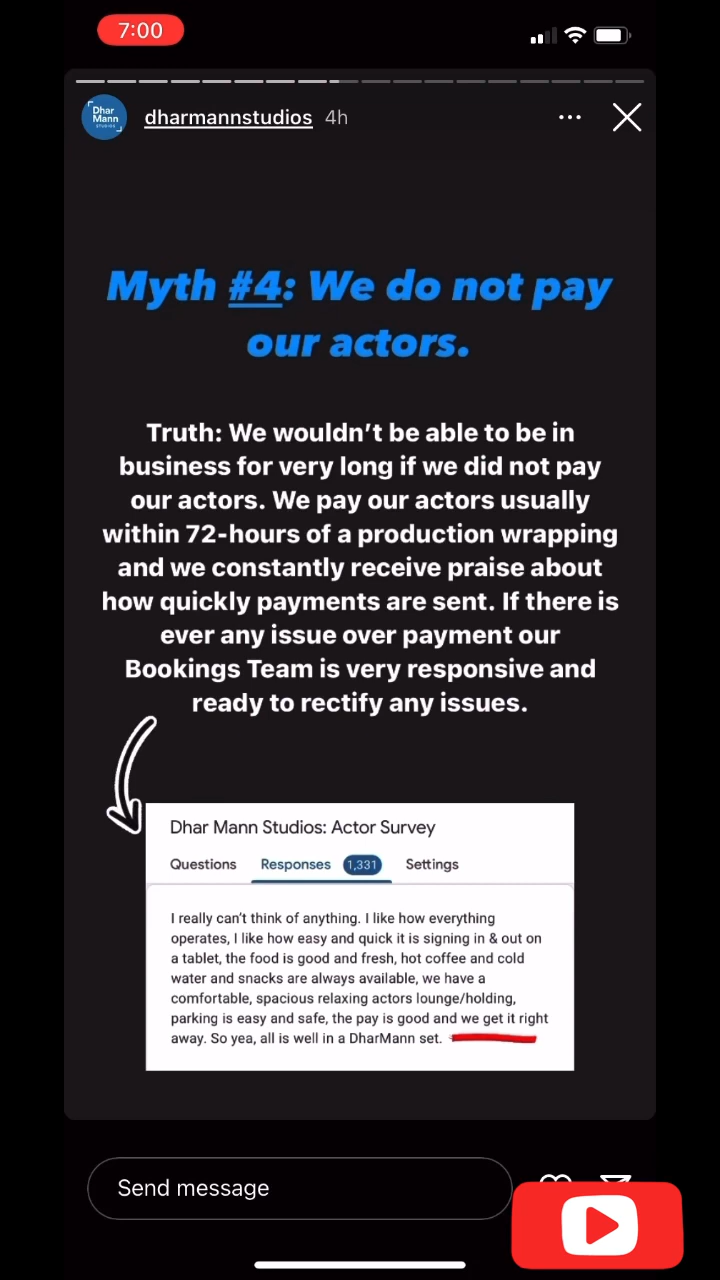 7:00
Dhar
Mann
STUDIOS
dharmannstudios 4h
Myth #4: We do not pay
our actors.
Truth: We wouldn’t be able to be in
business for very long if we did not pay
our actors. We pay our actors usually
within 72-hours of a production wrapping
and we constantly receive praise about
how quickly payments are sent. If there is
ever any issue over payment our
Bookings Team is very responsive and
ready to rectify any issues.
Dhar Mann Studios: Actor Survey
Questions Responses 1,331 Settings
I really can’t think of anything. I like how everything
operates, I like how easy and quick it is signing in & out on
a tablet, the food is good and fresh, hot coffee and cold
water and snacks are always available, we have a
comfortable, spacious relaxing actors lounge/holding,
parking is easy and safe, the pay is good and we get it right
away. So yea, all is well in a DharMann set.
Send message